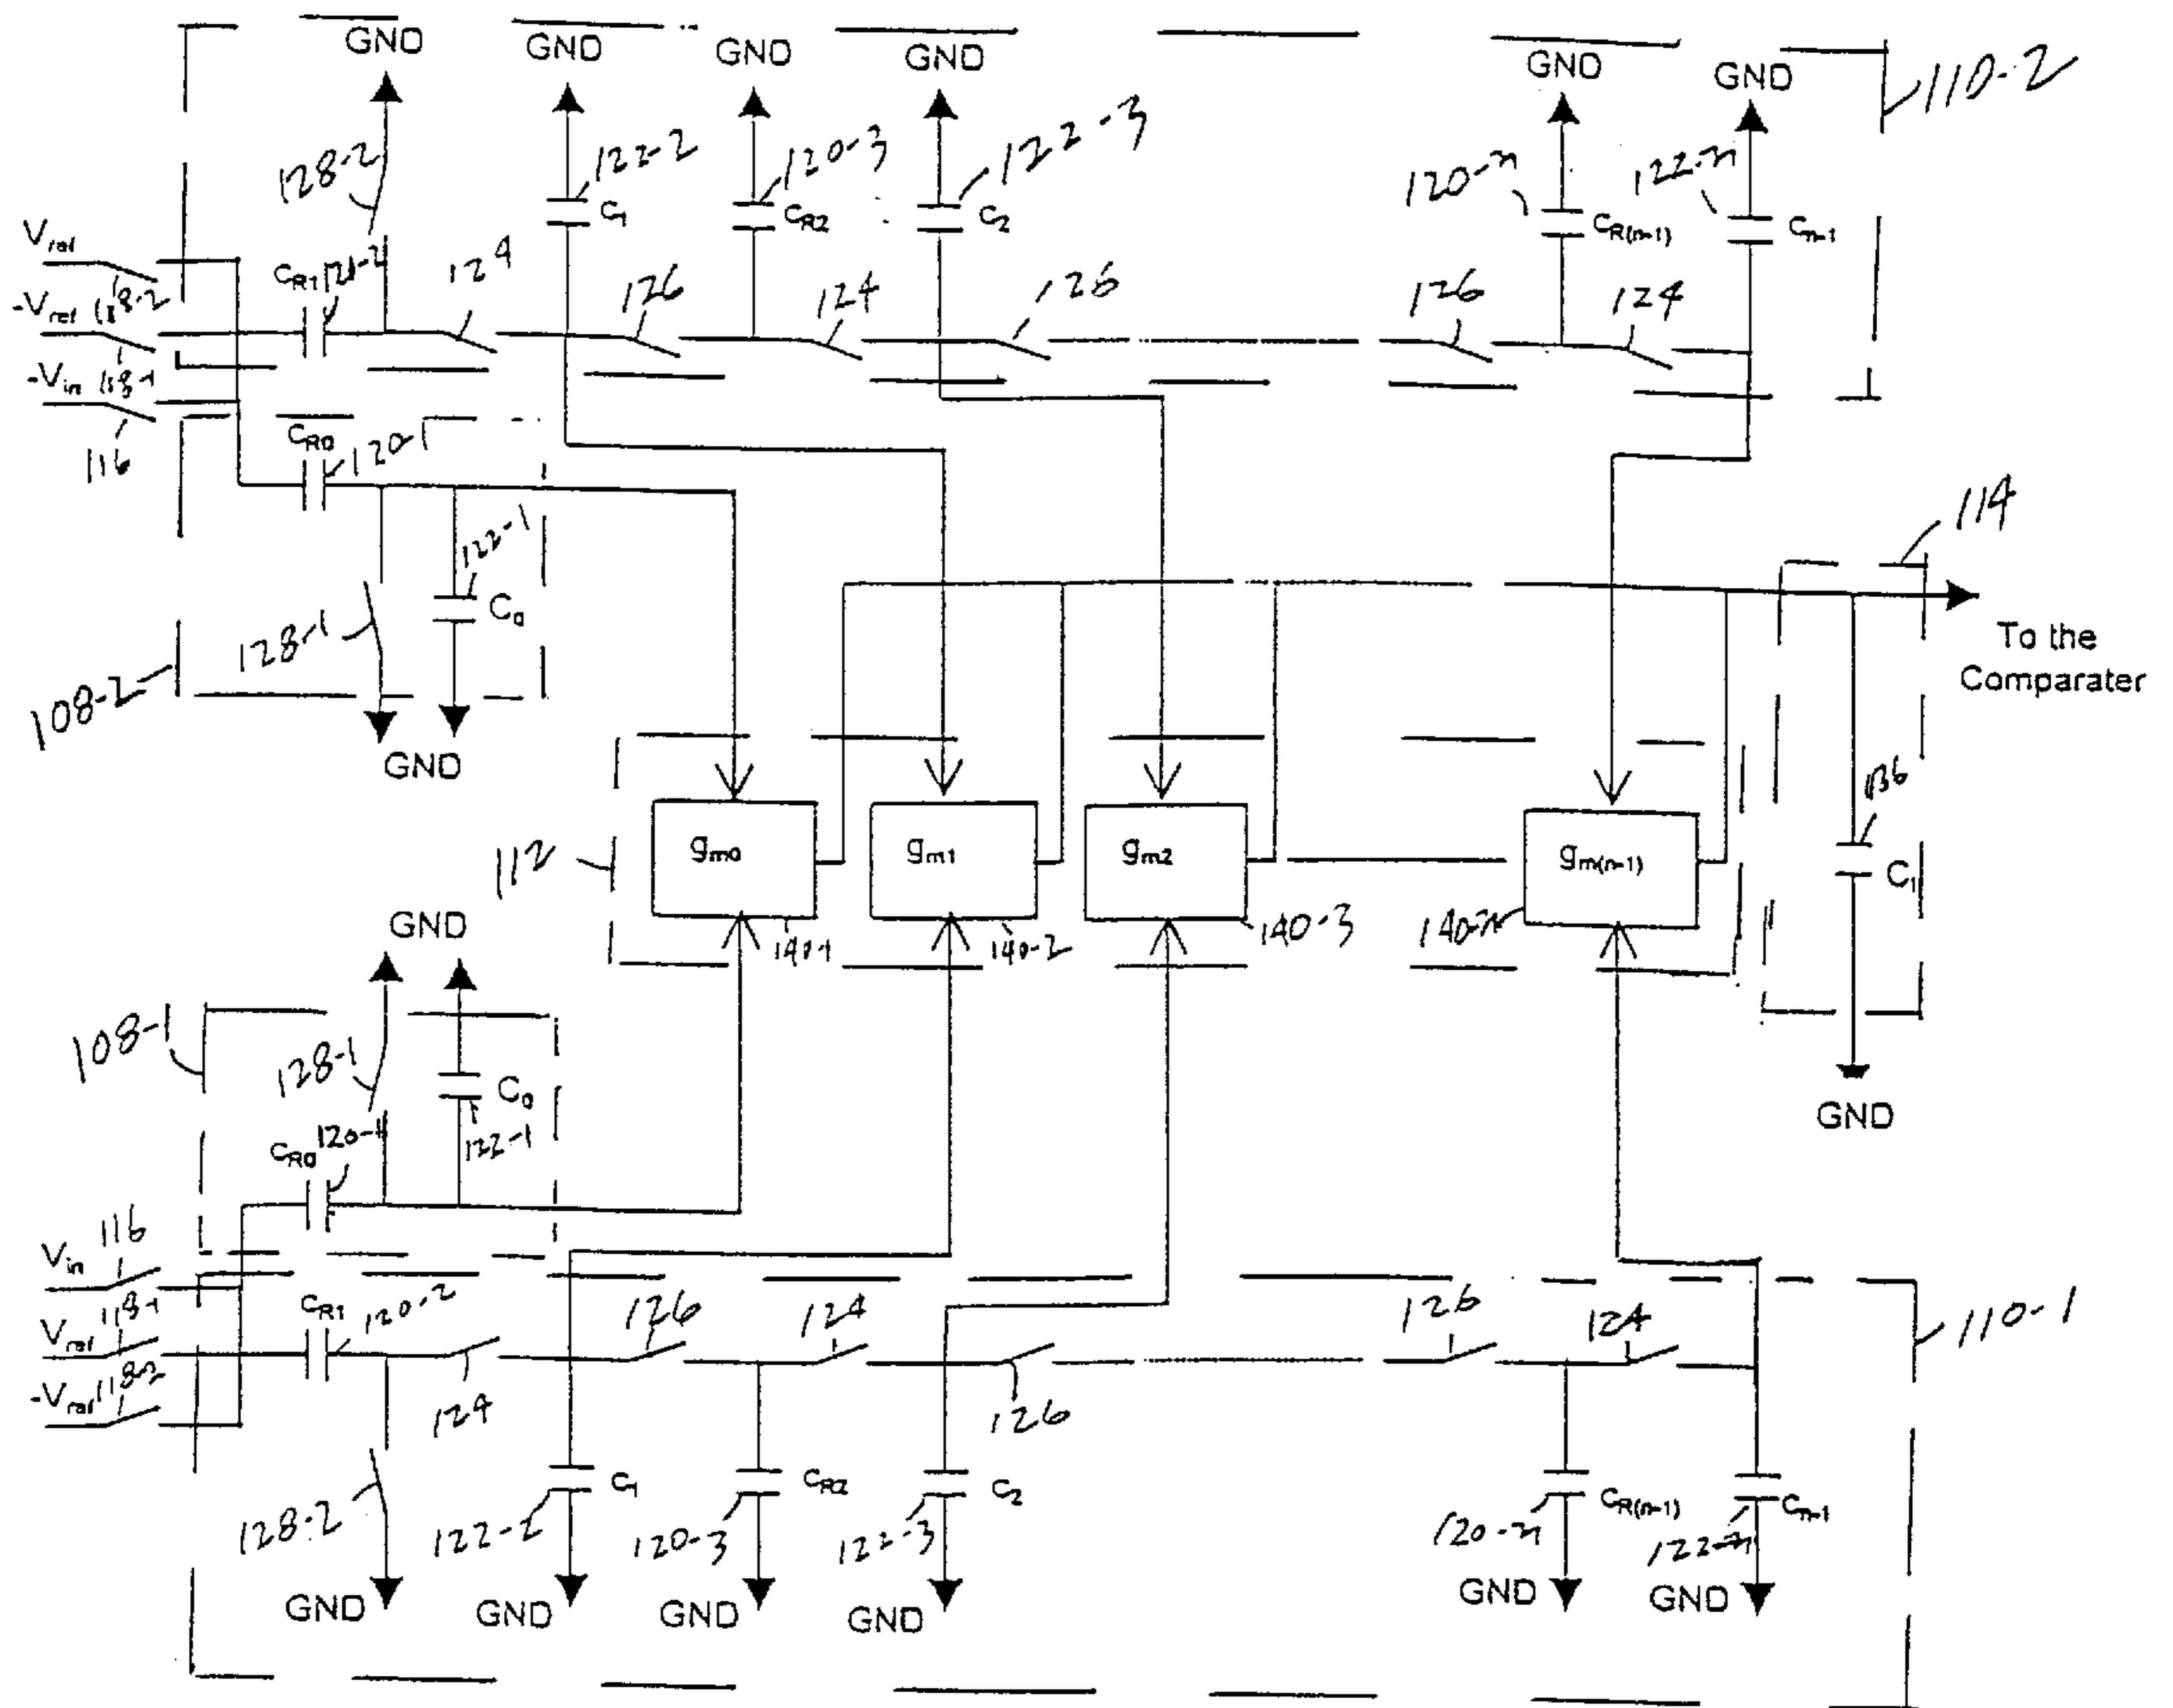 GND GND GND GND GND GND
110-2
128-2 122-2 120-3 122-3 120-n 122-n
C1 CR2 C2 CR(n-1) Cn-1
Vref 118-2
CR1 124 126 124 126 126 124
-Vref 118-1
-Vin 116
CR0 120-1
114
122-1
C0
128-1
108-2
GND
To the
Comparater
136
112
gm0 gm1 gm2 gm(n-1)
C1
140-1 140-2 140-3 140-n
GND
108-1
128-1
C0
122-1
GND
CR0 120-1
Vin 116
Vref 118-1
CR1 120-2 126 124 126 124
110-1
-Vref 118-2
124 126
C1 CR2 C2 CR(n-1) Cn-1
128-2 122-2 120-3 122-3 120-n 122-n
GND GND GND GND GND GND